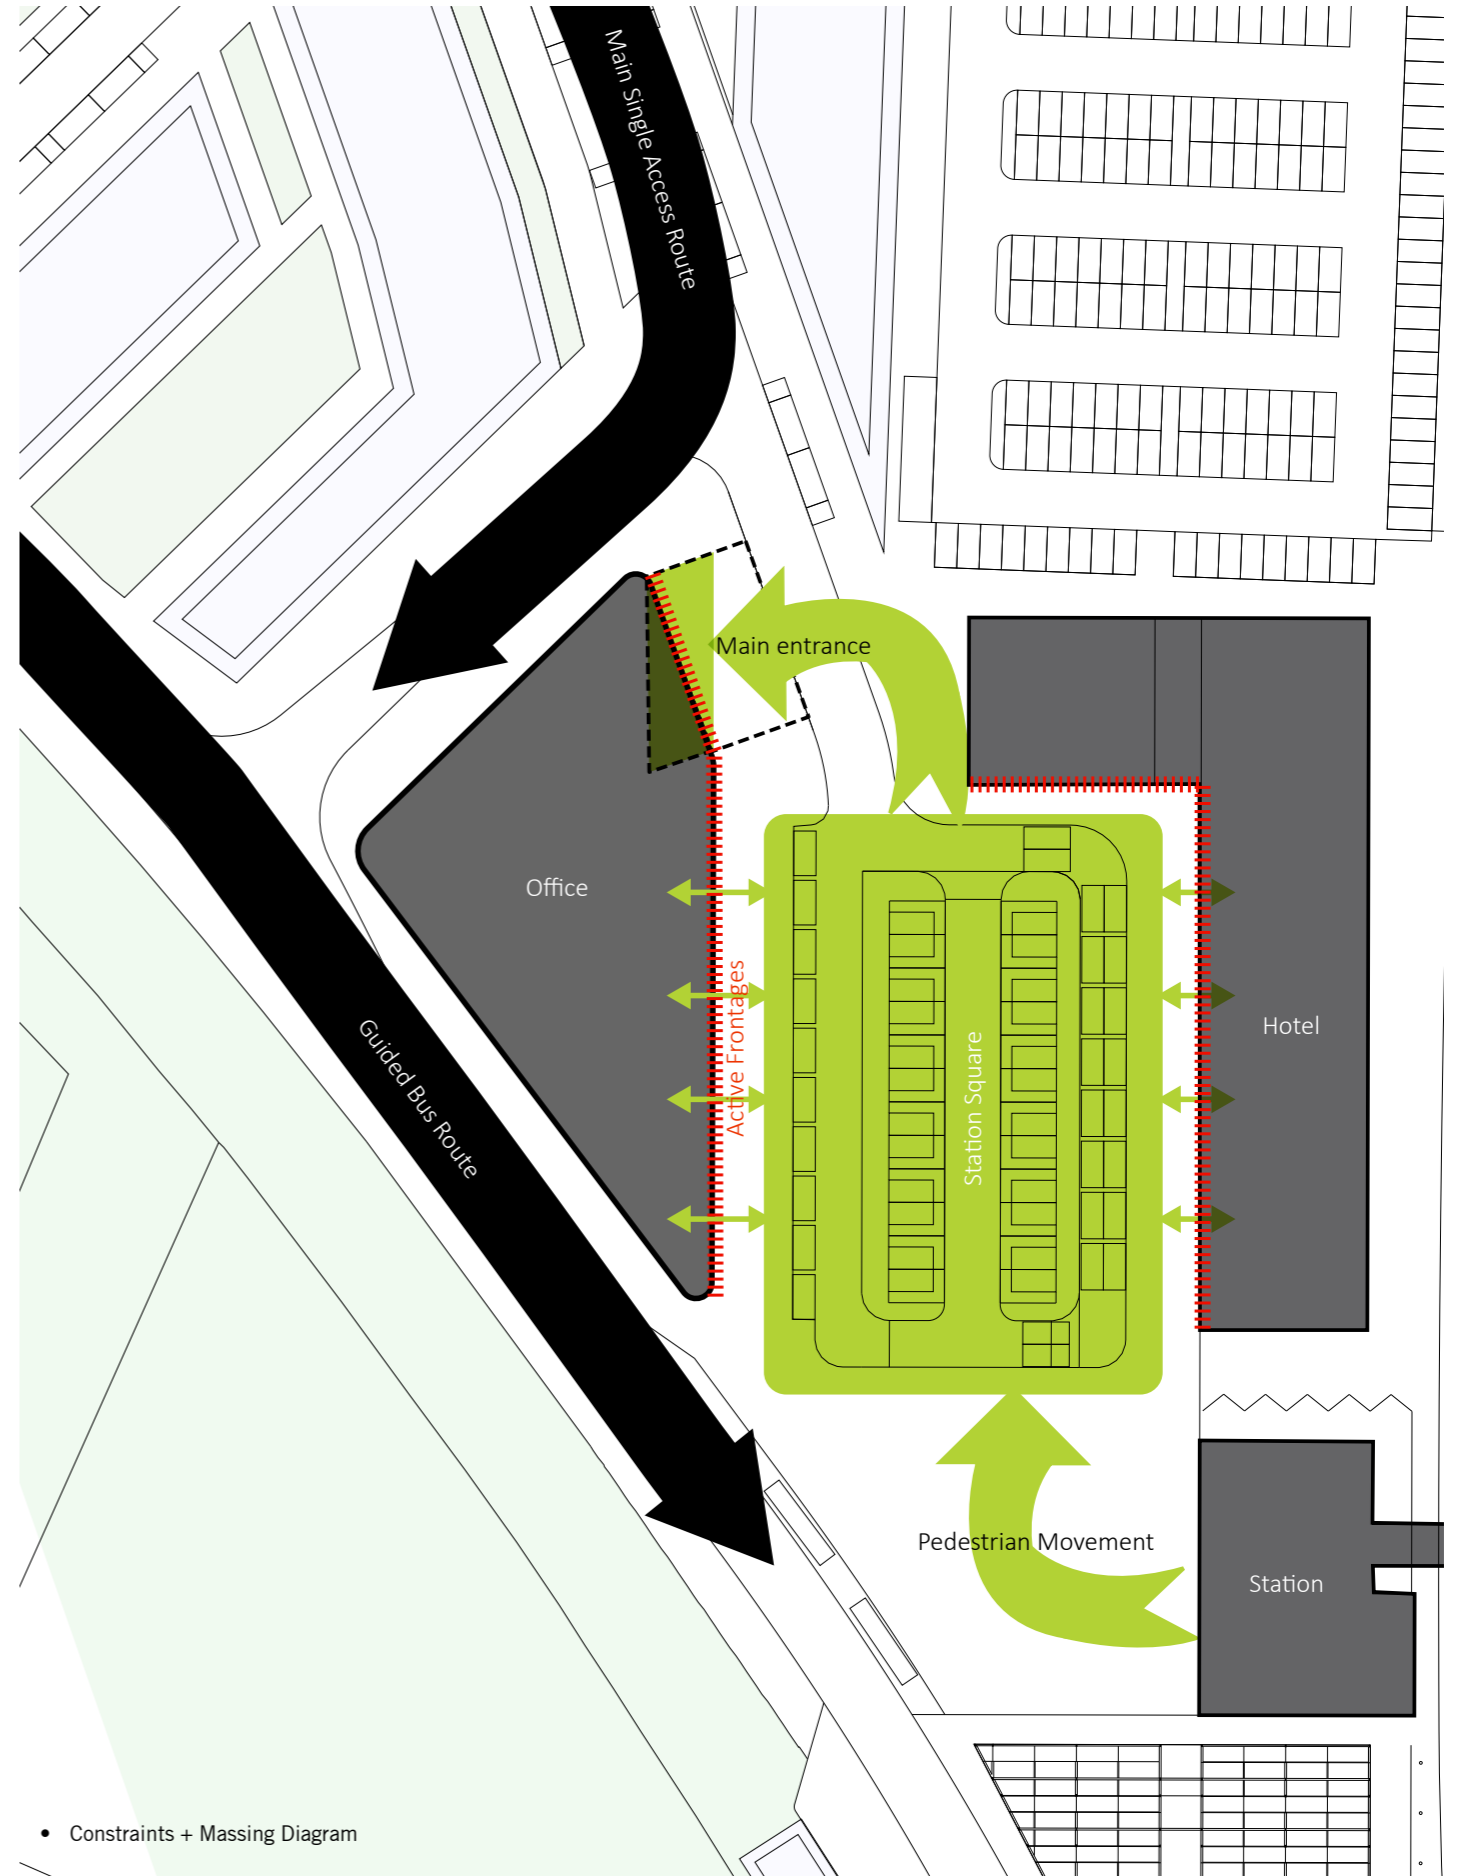 Main Single Access Route
Main entrance
Office
Active Frontages
Station Square
Hotel
Guided Bus Route
Pedestrian Movement
Station
• Constraints + Massing Diagram